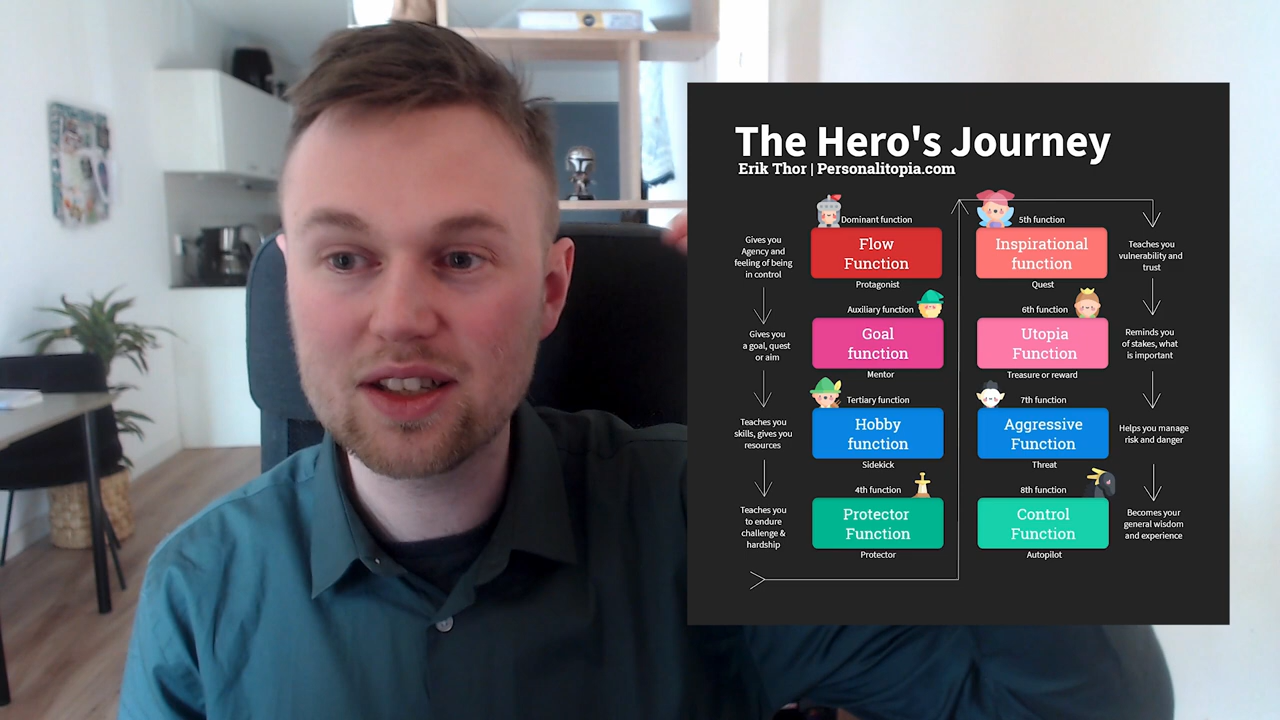 The Hero's Journey
Erik Thor | Personalitopia.com
Gives you
Agency and
feeling of being
in control
Dominant function
Flow
Function
Protagonist
Gives you
a goal, quest
or aim
Auxiliary function
Goal
function
Mentor
Teaches you
skills, gives you
resources
Tertiary function
Hobby
function
Sidekick
Teaches you
to endure
challenge &
hardship
4th function
Protector
Function
Protector
5th function
Inspirational
function
Quest
Teaches you
vulnerability and
trust
6th function
Utopia
Function
Treasure or reward
Reminds you
of stakes, what
is important
7th function
Aggressive
Function
Threat
Helps you manage
risk and danger
8th function
Control
Function
Autopilot
Becomes your
general wisdom
and experience